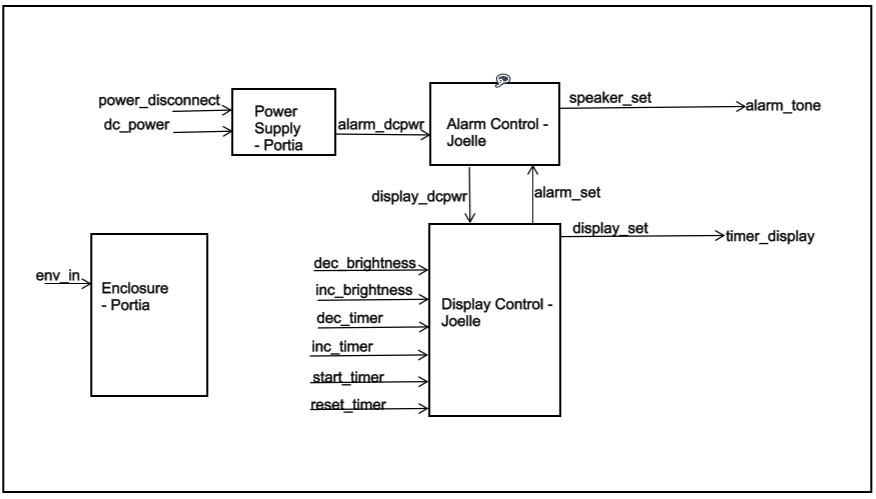 power_disconnect
dc_power
Power
Supply
- Portia
alarm_dcpwr
Alarm Control -
Joelle
speaker_set
alarm_tone
display_dcpwr
alarm_set
env_in
Enclosure
- Portia
dec_brightness
inc_brightness
dec_timer
inc_timer
start_timer
reset_timer
Display Control -
Joelle
display_set
timer_display